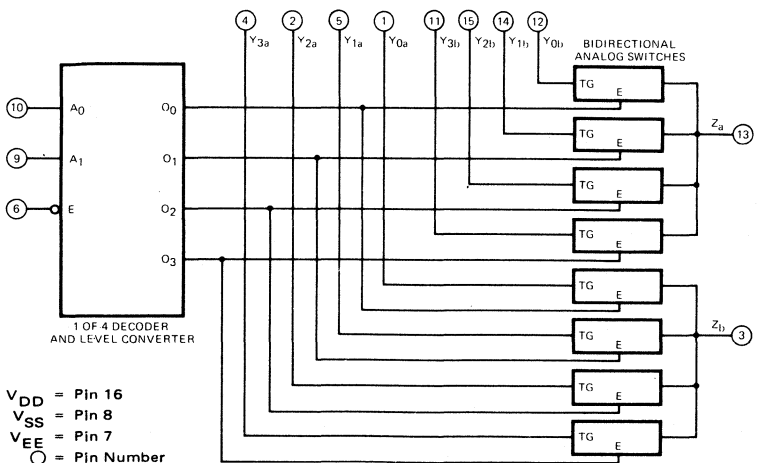 4 2 5 1 11 15 14 12
Y3a Y2a Y1a Y0a Y3b Y2b Y1b Y0b
BIDIRECTIONAL
ANALOG SWITCHES
TG E
10 A0 O0
Za 13
TG E
9 A1 O1
TG E
6 E O2
TG E
O3
TG E
1 OF 4 DECODER
AND LEVEL CONVERTER
TG E
Zb 3
TG E
TG E
VDD = Pin 16
VSS = Pin 8
VEE = Pin 7
○ = Pin Number